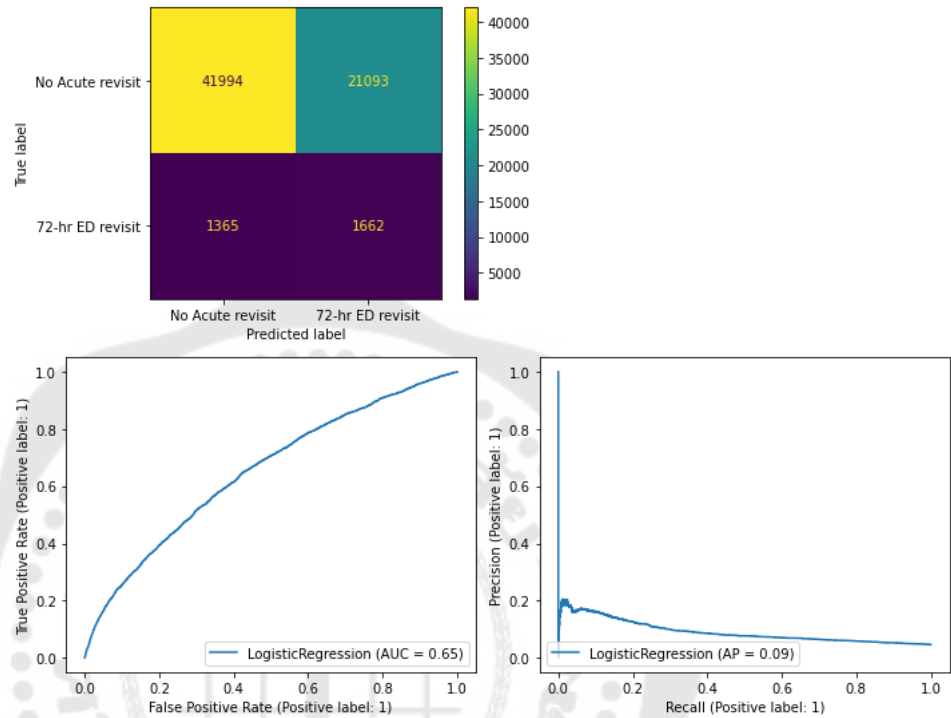 No Acute revisit
72-hr ED revisit
True label
41994 21093
1365 1662
No Acute revisit 72-hr ED revisit
Predicted label
40000
35000
30000
25000
20000
15000
10000
5000
True Positive Rate (Positive label: 1)
1.0
0.8
0.6
0.4
0.2
0.0
LogisticRegression (AUC = 0.65)
0.0 0.2 0.4 0.6 0.8 1.0
False Positive Rate (Positive label: 1)
Precision (Positive label: 1)
1.0
0.8
0.6
0.4
0.2
0.0
LogisticRegression (AP = 0.09)
0.0 0.2 0.4 0.6 0.8 1.0
Recall (Positive label: 1)